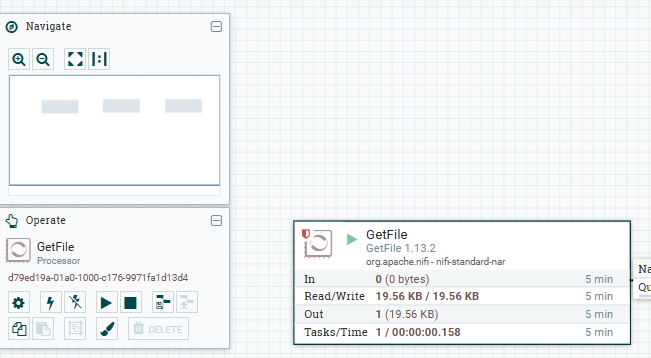 Navigate
Operate
GetFile
Processor
d79ed19a-01a0-1000-c176-9971fa1d13d4
DELETE
GetFile
GetFile 1.13.2
org.apache.nifi - nifi-standard-nar
In 0 (0 bytes) 5 min
Read/Write 19.56 KB / 19.56 KB 5 min
Out 1 (19.56 KB) 5 min
Tasks/Time 1 / 00:00:00.158 5 min
Na
Qu